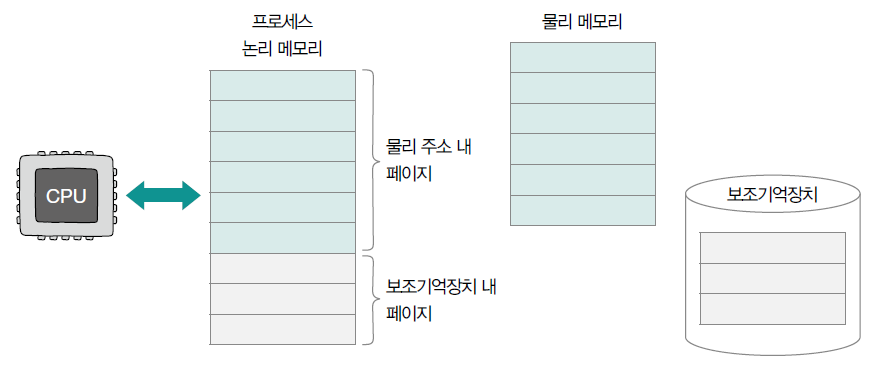 프로세스
논리 메모리
물리 메모리
물리 주소 내
페이지
CPU
보조기억장치
보조기억장치 내
페이지